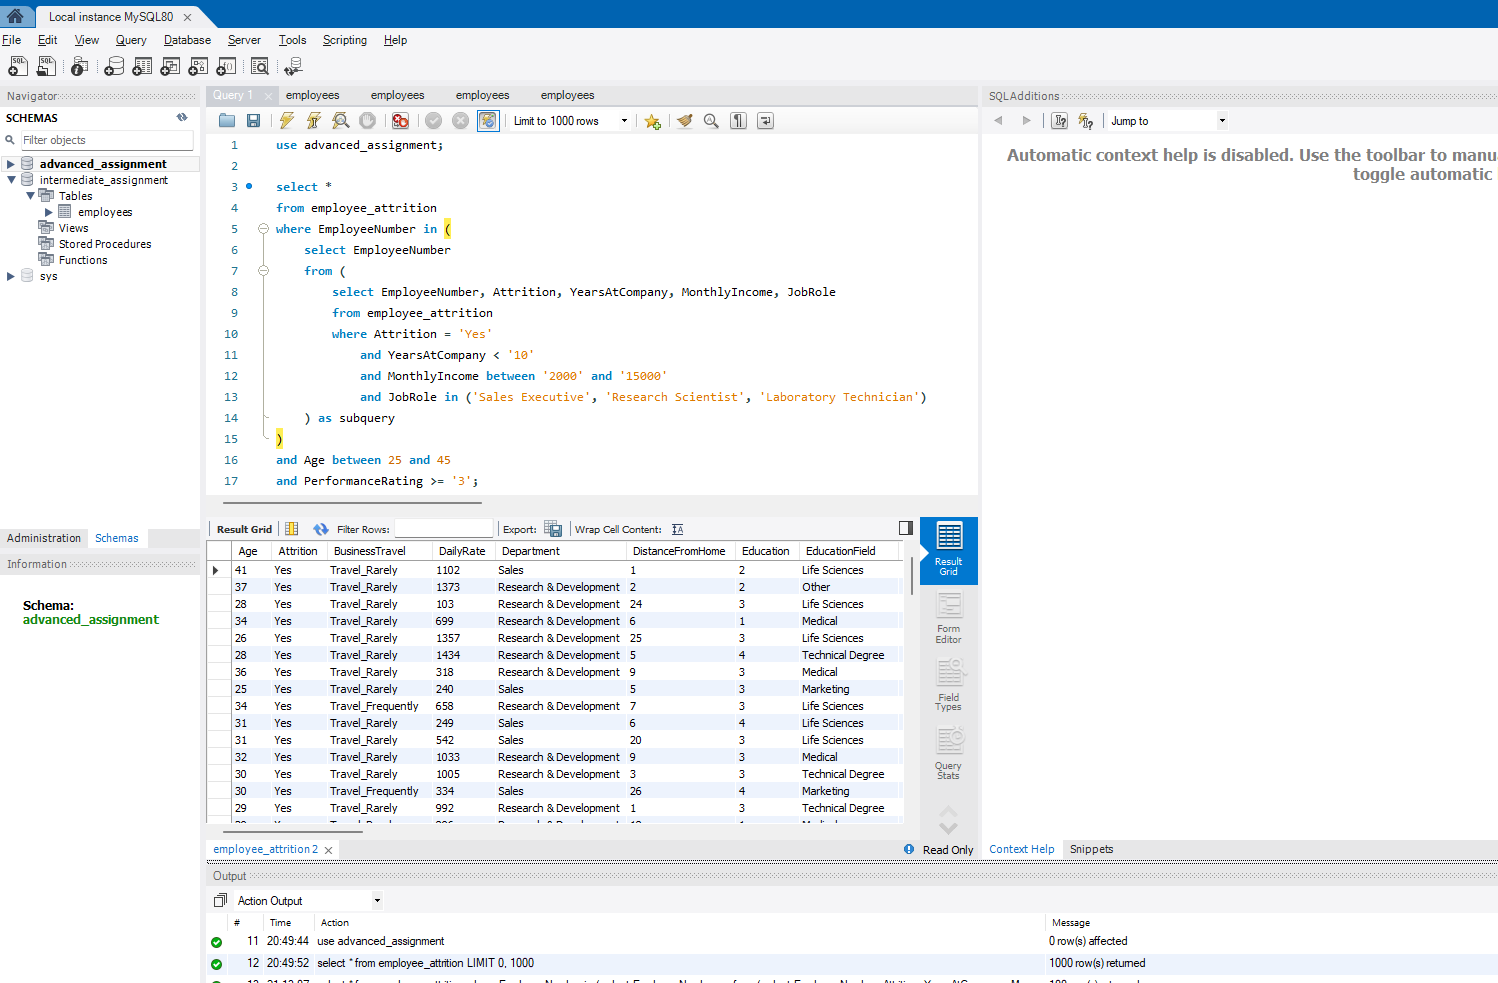 Local instance MySQL80
File Edit View Query Database Server Tools Scripting Help
Navigator
SCHEMAS
Filter objects
advanced_assignment
intermediate_assignment
Tables
employees
Views
Stored Procedures
Functions
sys
Administration Schemas
Information
Schema:
advanced_assignment
Query 1 employees employees employees employees
Limit to 1000 rows
1 use advanced_assignment;
2
3 select *
4 from employee_attrition
5 where EmployeeNumber in (
6 select EmployeeNumber
7 from (
8 select EmployeeNumber, Attrition, YearsAtCompany, MonthlyIncome, JobRole
9 from employee_attrition
10 where Attrition = 'Yes'
11 and YearsAtCompany < '10'
12 and MonthlyIncome between '2000' and '15000'
13 and JobRole in ('Sales Executive', 'Research Scientist', 'Laboratory Technician')
14 ) as subquery
15 )
16 and Age between 25 and 45
17 and PerformanceRating >= '3';
Result Grid Filter Rows: Export: Wrap Cell Content:
Age Attrition BusinessTravel DailyRate Department DistanceFromHome Education EducationField
41 Yes Travel_Rarely 1102 Sales 1 2 Life Sciences
37 Yes Travel_Rarely 1373 Research & Development 2 2 Other
28 Yes Travel_Rarely 103 Research & Development 24 3 Life Sciences
34 Yes Travel_Rarely 699 Research & Development 6 1 Medical
26 Yes Travel_Rarely 1357 Research & Development 25 3 Life Sciences
28 Yes Travel_Rarely 1434 Research & Development 5 4 Technical Degree
36 Yes Travel_Rarely 318 Research & Development 9 3 Medical
25 Yes Travel_Rarely 240 Sales 5 3 Marketing
34 Yes Travel_Frequently 658 Research & Development 7 3 Life Sciences
31 Yes Travel_Rarely 249 Sales 6 4 Life Sciences
31 Yes Travel_Rarely 542 Sales 20 3 Life Sciences
32 Yes Travel_Rarely 1033 Research & Development 9 3 Medical
30 Yes Travel_Rarely 1005 Research & Development 3 3 Technical Degree
30 Yes Travel_Frequently 334 Sales 26 4 Marketing
29 Yes Travel_Rarely 992 Research & Development 1 3 Technical Degree
Result
Grid
Form
Editor
Field
Types
Query
Stats
employee_attrition 2
Read Only
SQLAdditions
Jump to
Automatic context help is disabled. Use the toolbar to manu
toggle automatic
Context Help Snippets
Output
Action Output
# Time Action Message
11 20:49:44 use advanced_assignment 0 row(s) affected
12 20:49:52 select * from employee_attrition LIMIT 0, 1000 1000 row(s) returned